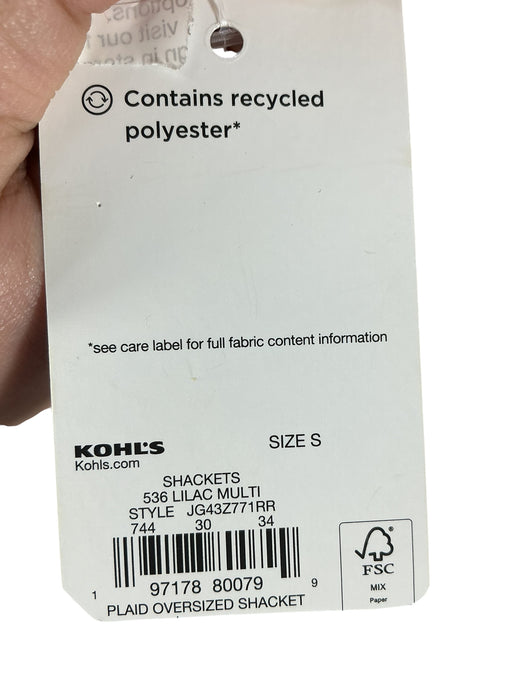 Contains recycled
polyester*
*see care label for full fabric content information
KOHL'S
Kohls.com
SIZE S
SHACKETS
536 LILAC MULTI
STYLE JG43Z771RR
744 30 34
1 97178 80079 9
PLAID OVERSIZED SHACKET
FSC
MIX
Paper